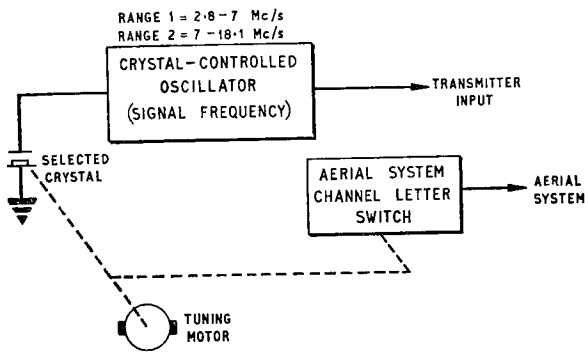 RANGE 1 = 2·8-7 Mc/s
RANGE 2 = 7-18·1 Mc/s
CRYSTAL-CONTROLLED
OSCILLATOR
(SIGNAL FREQUENCY)
TRANSMITTER
INPUT
SELECTED
CRYSTAL
AERIAL SYSTEM
CHANNEL LETTER
SWITCH
AERIAL
SYSTEM
TUNING
MOTOR